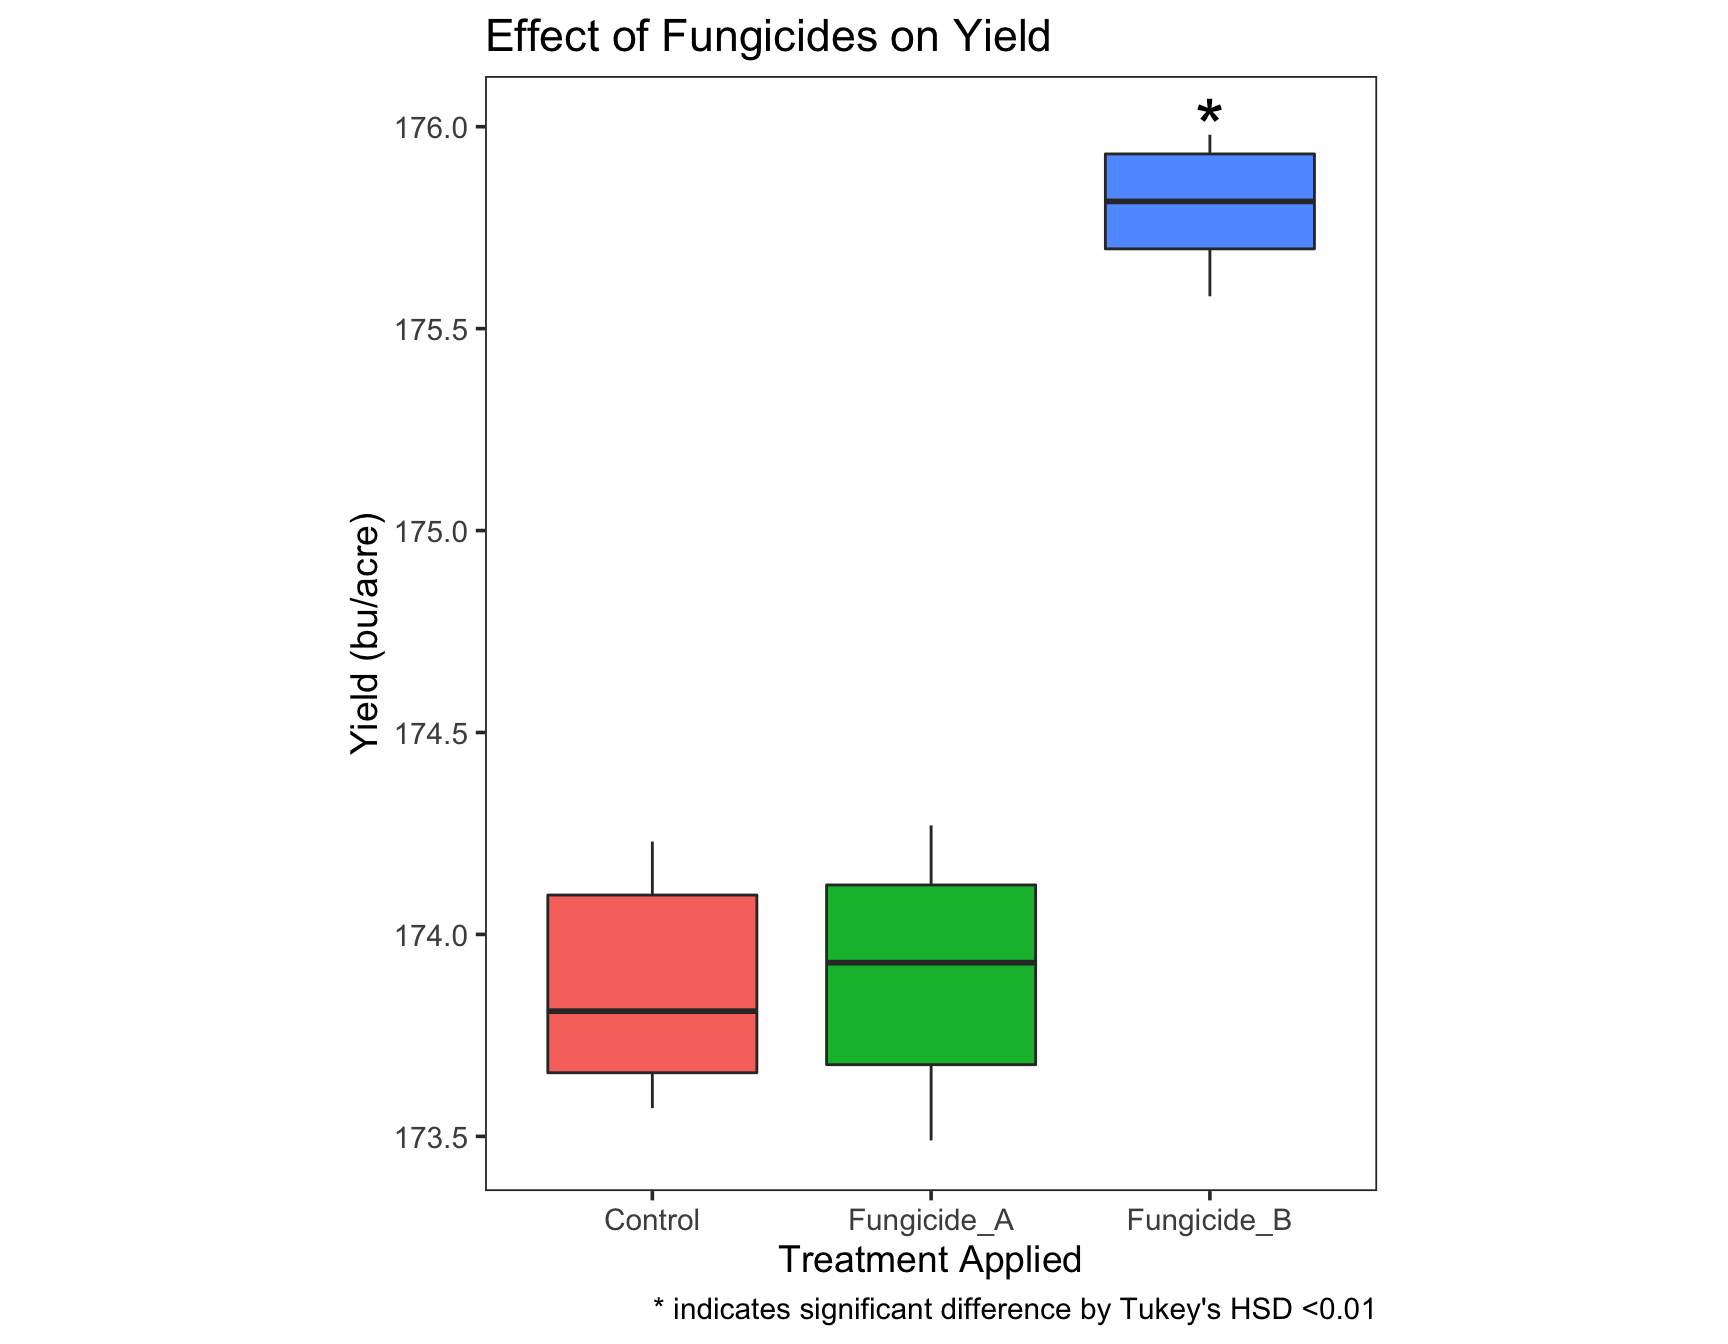 Effect of Fungicides on Yield
*
176.0
175.5
175.0
174.5
174.0
173.5
Yield (bu/acre)
Control
Fungicide_A
Fungicide_B
Treatment Applied
* indicates significant difference by Tukey's HSD <0.01